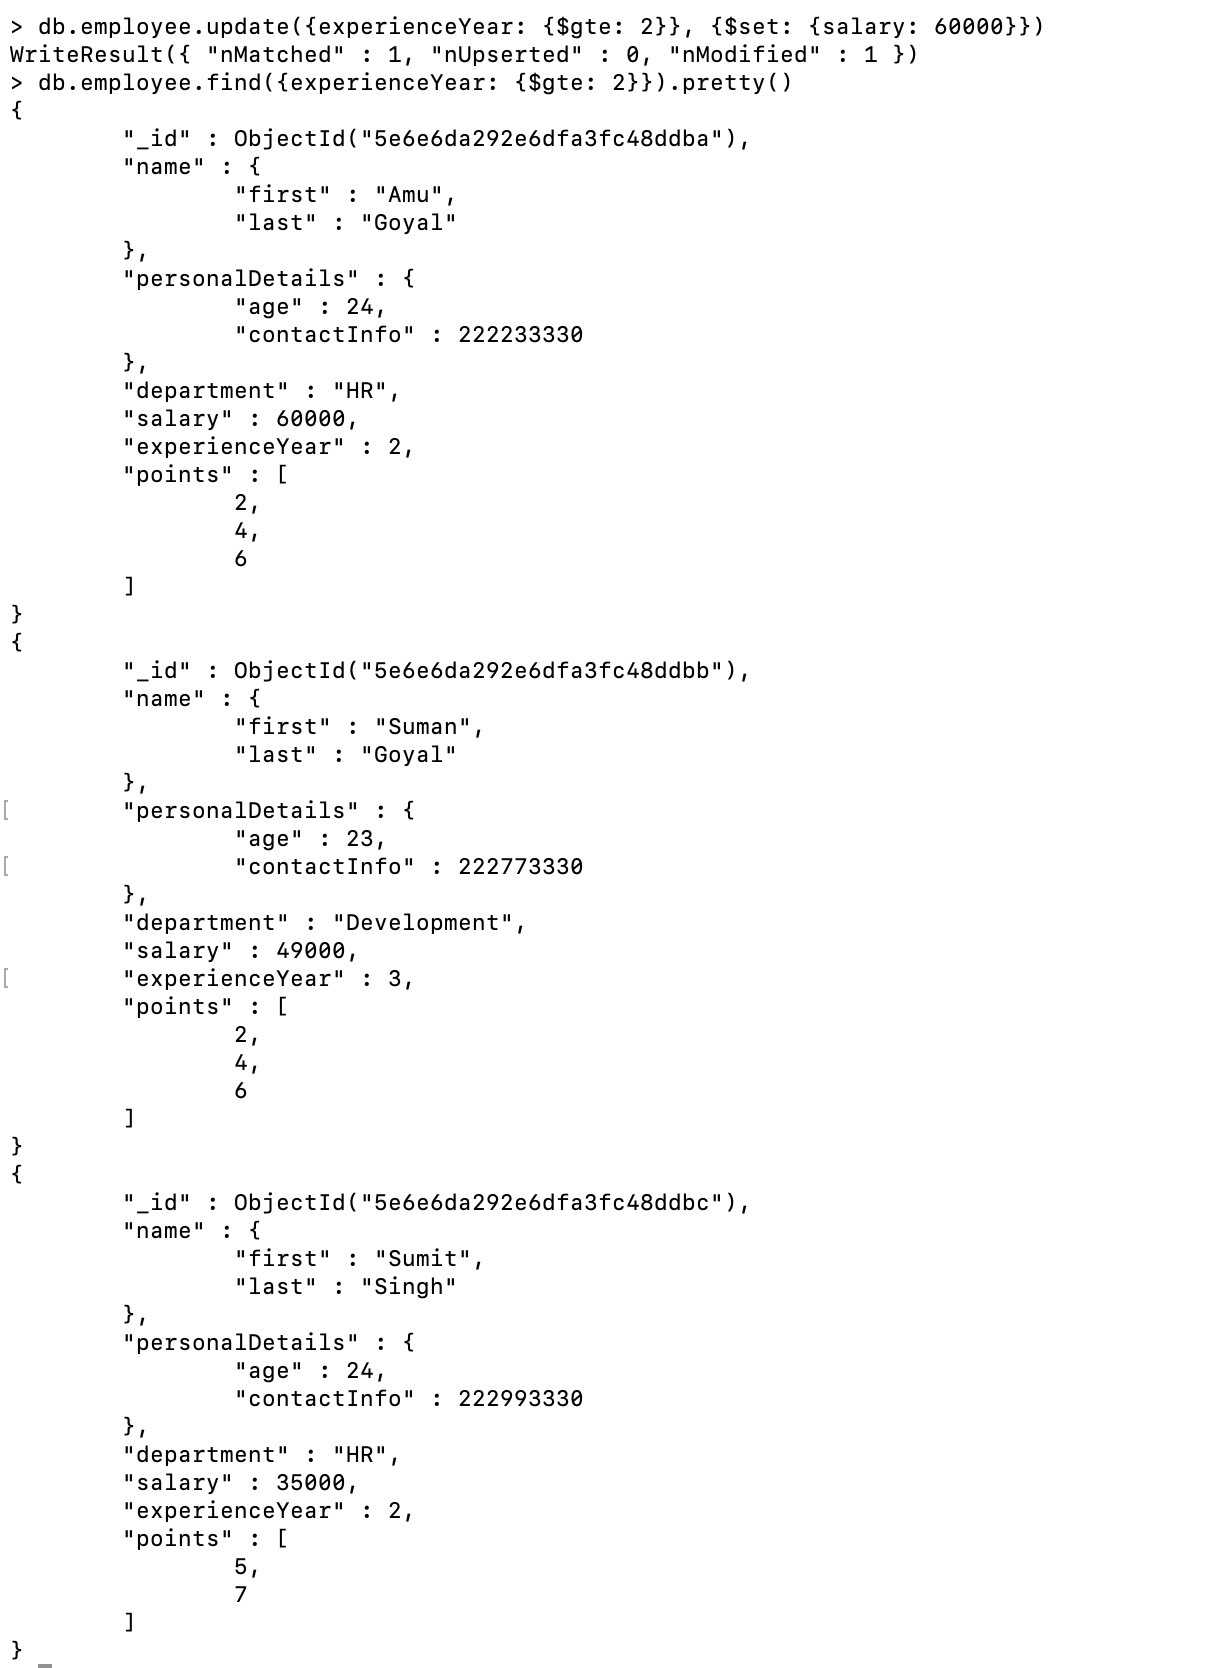 > db.employee.update({experienceYear: {$gte: 2}}, {$set: {salary: 60000}})
WriteResult({ "nMatched" : 1, "nUpserted" : 0, "nModified" : 1 })
> db.employee.find({experienceYear: {$gte: 2}}).pretty()
{
        "_id" : ObjectId("5e6e6da292e6dfa3fc48ddba"),
        "name" : {
                "first" : "Amu",
                "last" : "Goyal"
        },
        "personalDetails" : {
                "age" : 24,
                "contactInfo" : 222233330
        },
        "department" : "HR",
        "salary" : 60000,
        "experienceYear" : 2,
        "points" : [
                2,
                4,
                6
        ]
}
{
        "_id" : ObjectId("5e6e6da292e6dfa3fc48ddbb"),
        "name" : {
                "first" : "Suman",
                "last" : "Goyal"
        },
[        "personalDetails" : {
                "age" : 23,
[                "contactInfo" : 222773330
        },
        "department" : "Development",
        "salary" : 49000,
[        "experienceYear" : 3,
        "points" : [
                2,
                4,
                6
        ]
}
{
        "_id" : ObjectId("5e6e6da292e6dfa3fc48ddbc"),
        "name" : {
                "first" : "Sumit",
                "last" : "Singh"
        },
        "personalDetails" : {
                "age" : 24,
                "contactInfo" : 222993330
        },
        "department" : "HR",
        "salary" : 35000,
        "experienceYear" : 2,
        "points" : [
                5,
                7
        ]
}